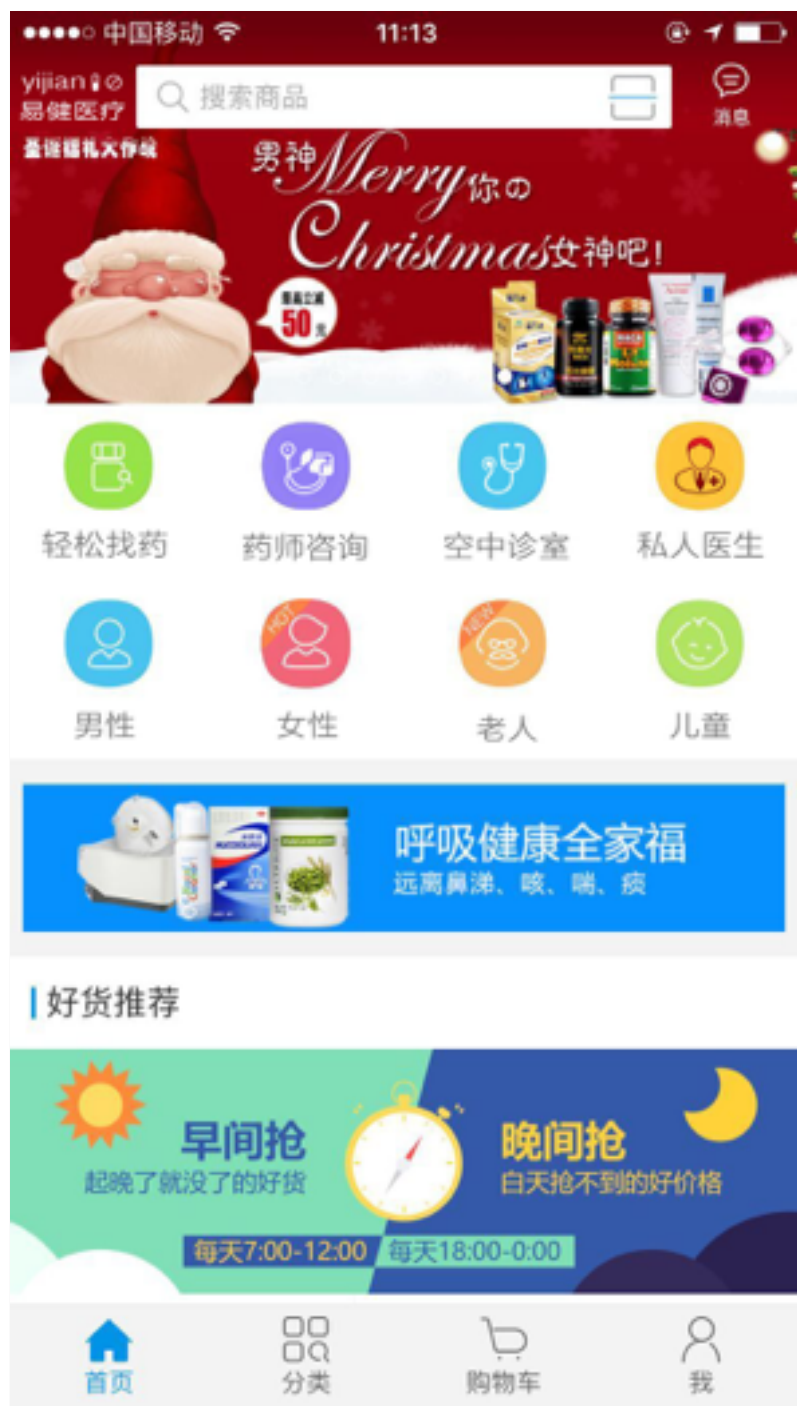 中国移动
11:13
yijian
易健医疗
搜索商品
消息
圣诞福礼大作战
男神Merry你の
Christmas女神吧!
最高立减
50元
轻松找药
药师咨询
空中诊室
私人医生
HOT
NEW
男性
女性
老人
儿童
呼吸健康全家福
远离鼻涕、咳、喘、痰
好货推荐
早间抢
晚间抢
起晚了就没了的好货
白天抢不到的好价格
每天7:00-12:00
每天18:00-0:00
首页
分类
购物车
我